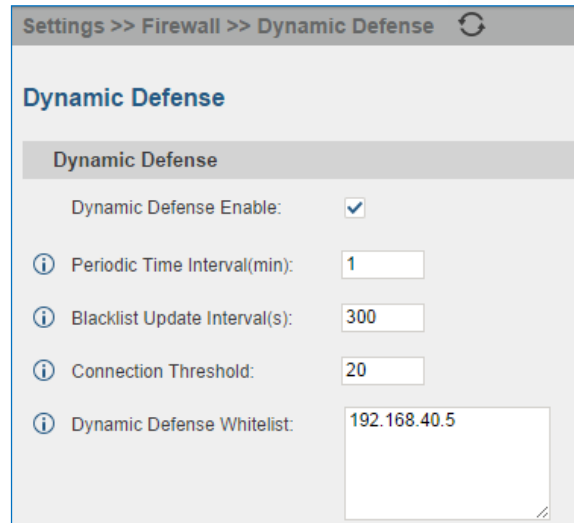 Settings >> Firewall >> Dynamic Defense
Dynamic Defense
Dynamic Defense
Dynamic Defense Enable:
Periodic Time Interval(min): 1
Blacklist Update Interval(s): 300
Connection Threshold: 20
Dynamic Defense Whitelist: 192.168.40.5